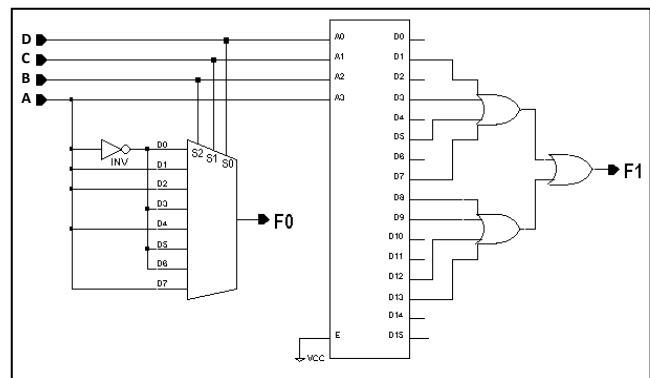 D
C
B
A
INV
D0
D1
D2
D3
D4
D5
D6
D7
S2
S1
S0
F0
A0
A1
A2
A3
E
VCC
D0
D1
D2
D3
D4
D5
D6
D7
D8
D9
D10
D11
D12
D13
D14
D15
F1